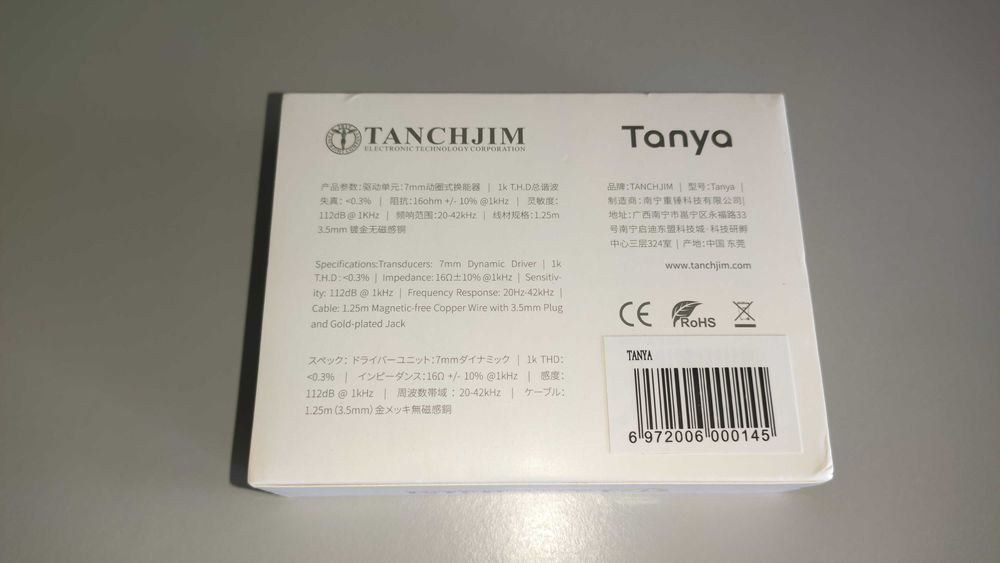 TANCHJIM
ELECTRONIC TECHNOLOGY CORPORATION
产品参数:驱动单元:7mm动圈式换能器 | 1k T.H.D总谐波
失真: <0.3% | 阻抗:16ohm +/- 10% @1kHz | 灵敏度:
112dB @ 1KHz | 频响范围:20-42kHz | 线材规格:1.25m
3.5mm 镀金无磁感铜
Specifications:Transducers: 7mm Dynamic Driver | 1k
T.H.D:<0.3% | Impedance: 16Ω±10% @1kHz | Sensitiv-
ity: 112dB @ 1kHz | Frequency Response: 20Hz-42kHz |
Cable: 1.25m Magnetic-free Copper Wire with 3.5mm Plug
and Gold-plated Jack
スペック: ドライバーユニット:7mmダイナミック | 1k THD:
<0.3% | インピーダンス:16Ω +/- 10% @1kHz | 感度:
112dB @ 1kHz | 周波数帯域 : 20-42kHz | ケーブル:
1.25m (3.5mm) 金メッキ無磁感銅
Tanya
品牌:TANCHJIM | 型号:Tanya |
制造商:南宁重锤科技有限公司|
地址:广西南宁市邕宁区永福路33
号南宁启迪东盟科技城·科技研孵
中心三层324室 | 产地:中国 东莞
www.tanchjim.com
CE
RoHS
TANYA
6 972006 000145